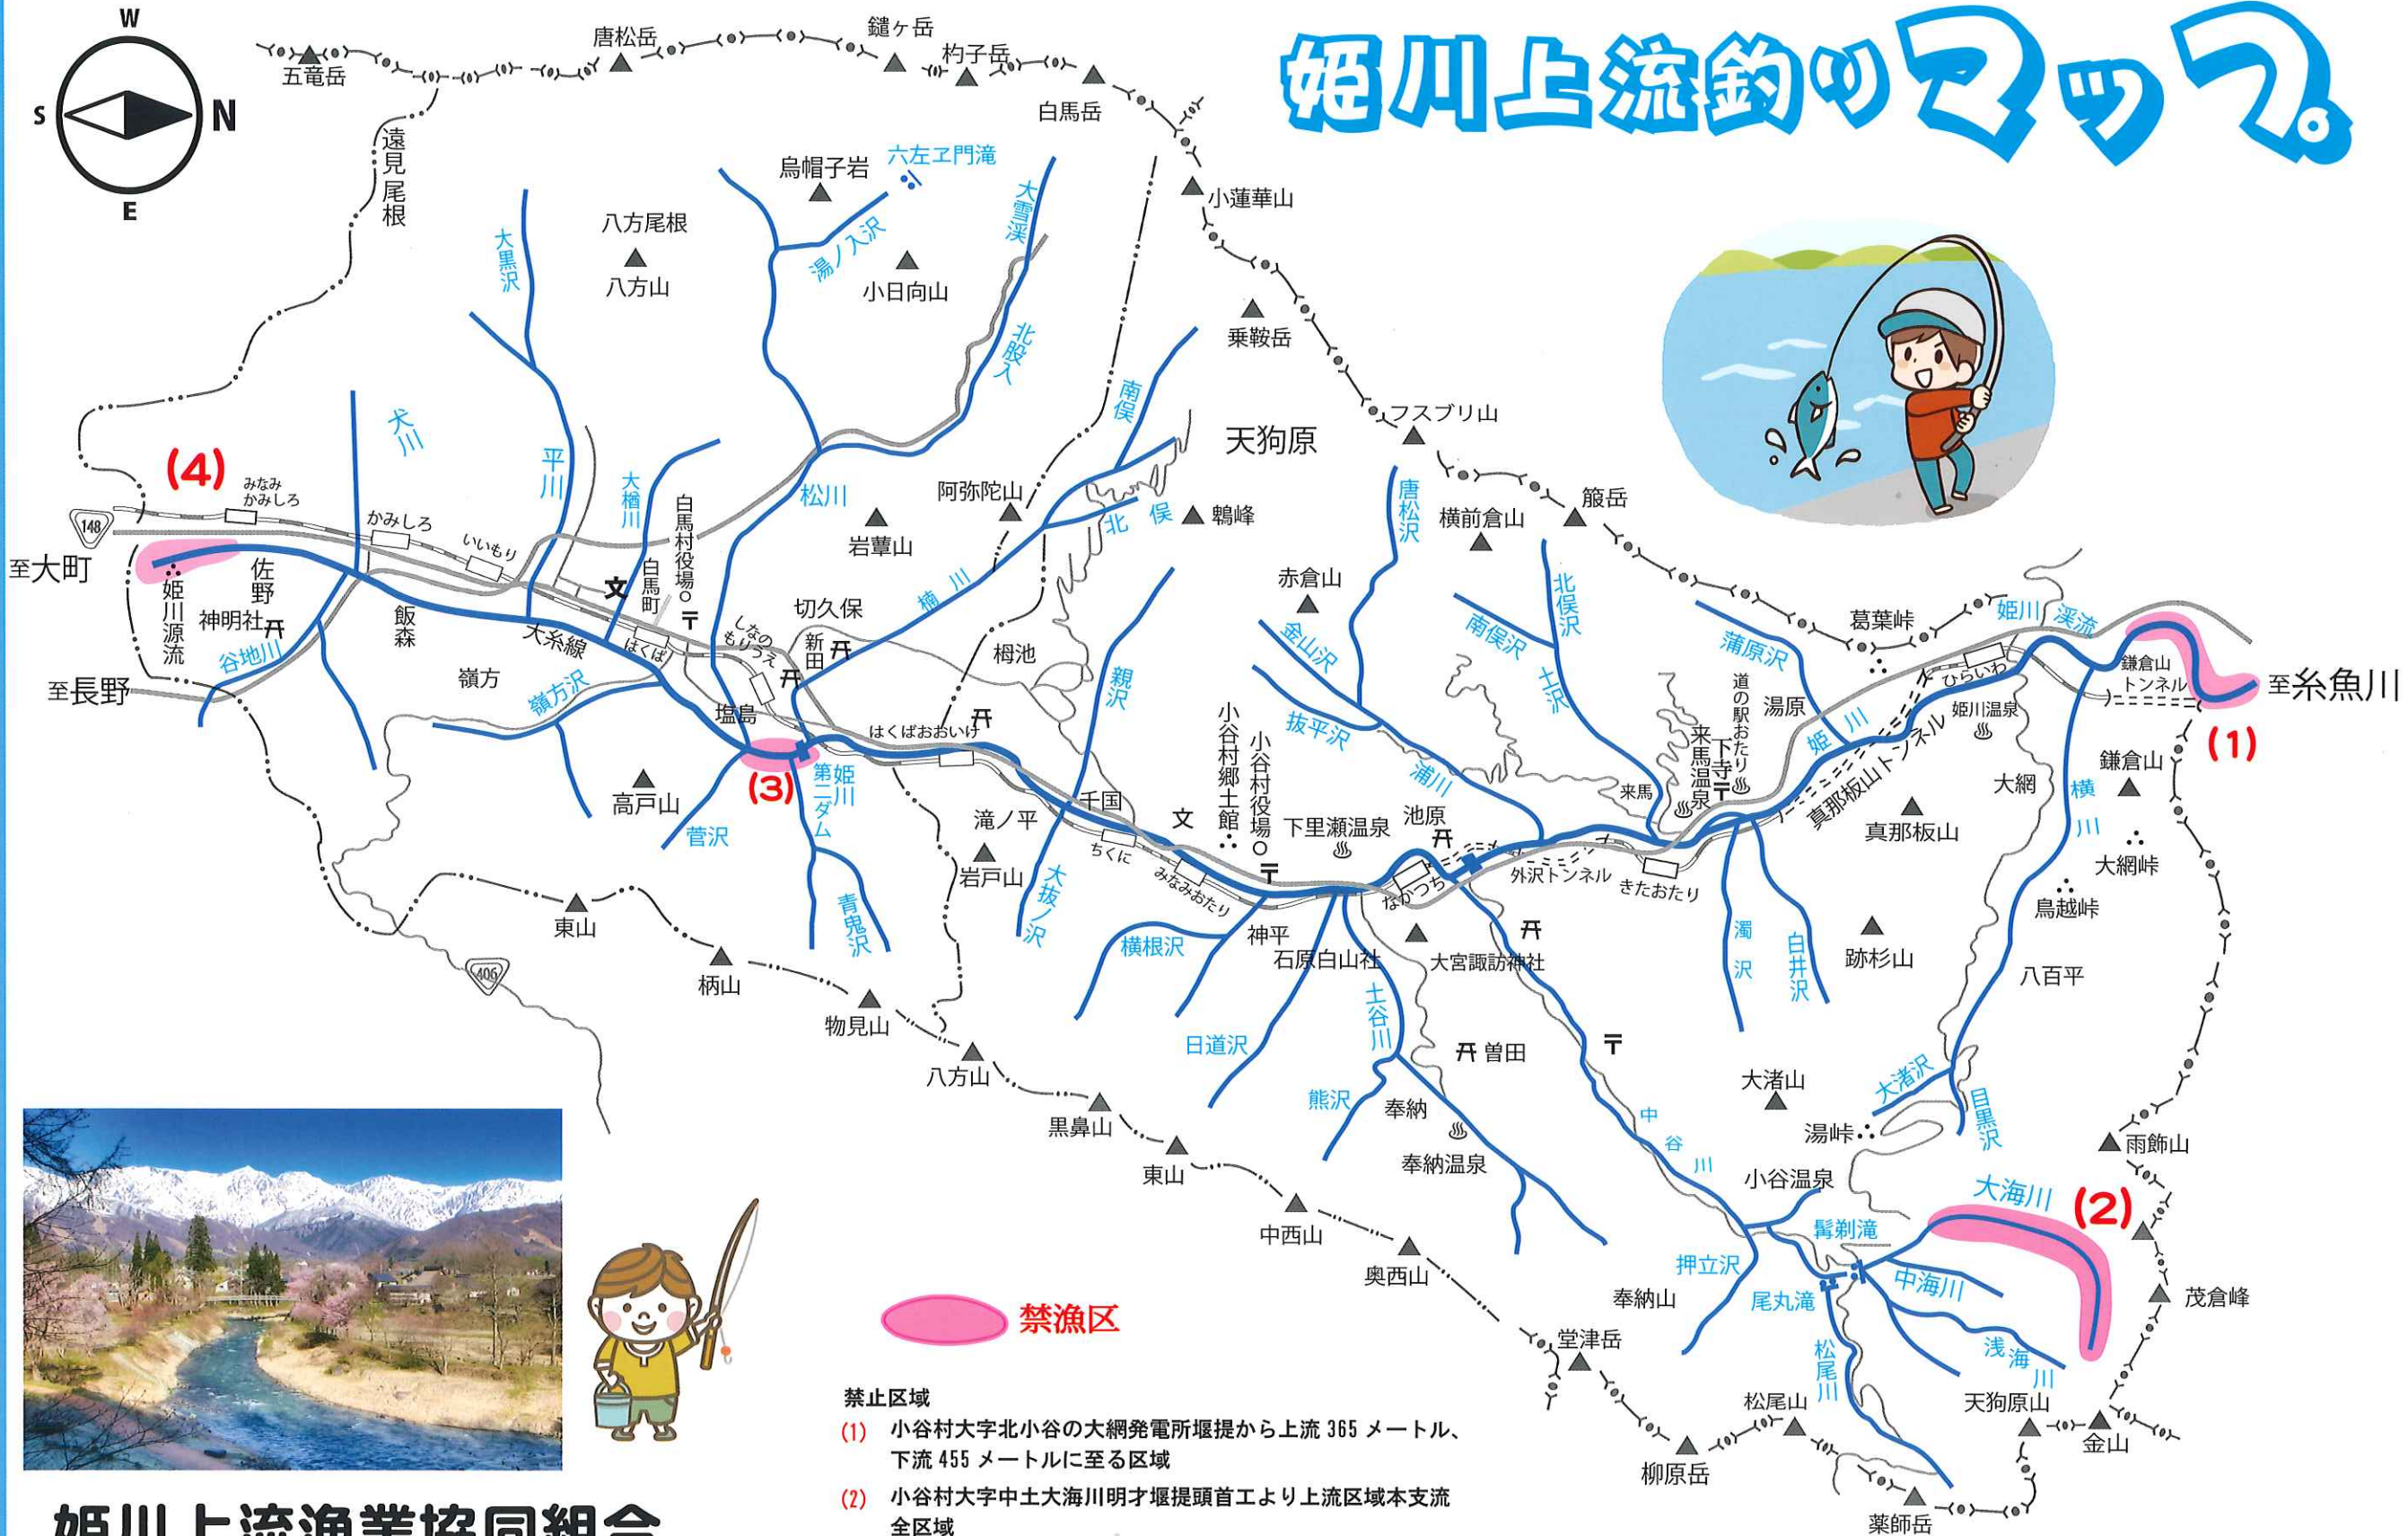 姫川上流釣りマップ
W
S
N
E
五竜岳
唐松岳
鑓ヶ岳
杓子岳
白馬岳
遠見尾根
烏帽子岩
六左ヱ門滝
大雪渓
小蓮華山
八方尾根
八方山
湯ノ入沢
小日向山
大黒沢
北股入
乗鞍岳
南俣
フスブリ山
天狗原
犬川
平川
大楢川
白馬村役場
松川
阿弥陀山
岩蕈山
北俣
鵯峰
唐松沢
横前倉山
簸岳
(4)
みなみ
かみしろ
かみしろ
いいもり
148
至大町
姫川源流
佐野
神明社
谷地川
飯森
文
白馬町
大糸線
はくば
しなの
もりうえ
切久保
新田
楠川
栂池
親沢
赤倉山
金山沢
抜平沢
浦川
北俣沢
南俣沢
土沢
蒲原沢
葛葉峠
姫川渓流
ひらいわ
鎌倉山
トンネル
至糸魚川
(1)
至長野
嶺方
嶺方沢
塩島
はくばおおいけ
(3)
姫川
第二ダム
高戸山
菅沢
青鬼沢
滝ノ平
岩戸山
千国
ちくに
大抜ノ沢
文
みなみおたり
小谷村郷土館
小谷村役場
下里瀬温泉
池原
なかつち
外沢トンネル
来馬
きたおたり
来馬温泉
下寺
道の駅おたり
湯原
姫川
真那板山トンネル
姫川温泉
真那板山
大網
横川
鎌倉山
大網峠
鳥越峠
八百平
跡杉山
濁沢
白井沢
東山
406
柄山
物見山
八方山
黒鼻山
東山
中西山
奥西山
横根沢
神平
石原白山社
大宮諏訪神社
日道沢
土谷川
曽田
熊沢
奉納
奉納温泉
中谷川
大渚山
大渚沢
目黒沢
湯峠
雨飾山
小谷温泉
大海川
(2)
髯剃滝
押立沢
奉納山
尾丸滝
中海川
浅海川
松尾川
茂倉峰
堂津岳
松尾山
天狗原山
金山
柳原岳
薬師岳
禁漁区
禁止区域
(1) 小谷村大字北小谷の大網発電所堰堤から上流365メートル、
下流455メートルに至る区域
(2) 小谷村大字中土大海川明才堰提頭首工より上流区域本支流
全区域
姫川上流漁業協同組合